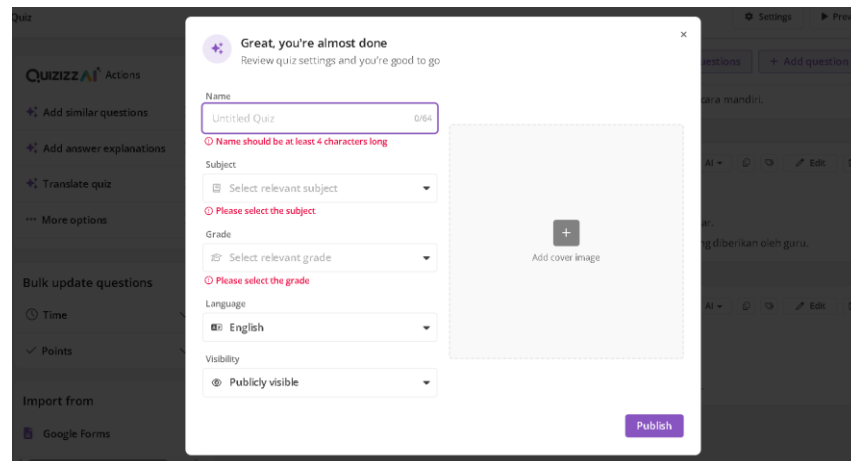 Quiz
Settings
Prev
QUIZIZZ AI Actions
Add similar questions
Add answer explanations
Translate quiz
More options
Bulk update questions
Time
Points
Import from
Google Forms
Great, you're almost done
Review quiz settings and you're good to go
×
Name
Untitled Quiz 0/64
Name should be at least 4 characters long
Subject
Select relevant subject
Please select the subject
Grade
Select relevant grade
Please select the grade
Language
English
Visibility
Publicly visible
+
Add cover image
Publish
uestions
+ Add question
cara mandiri.
AI
Edit
ar.
ng diberikan oleh guru.
AI
Edit